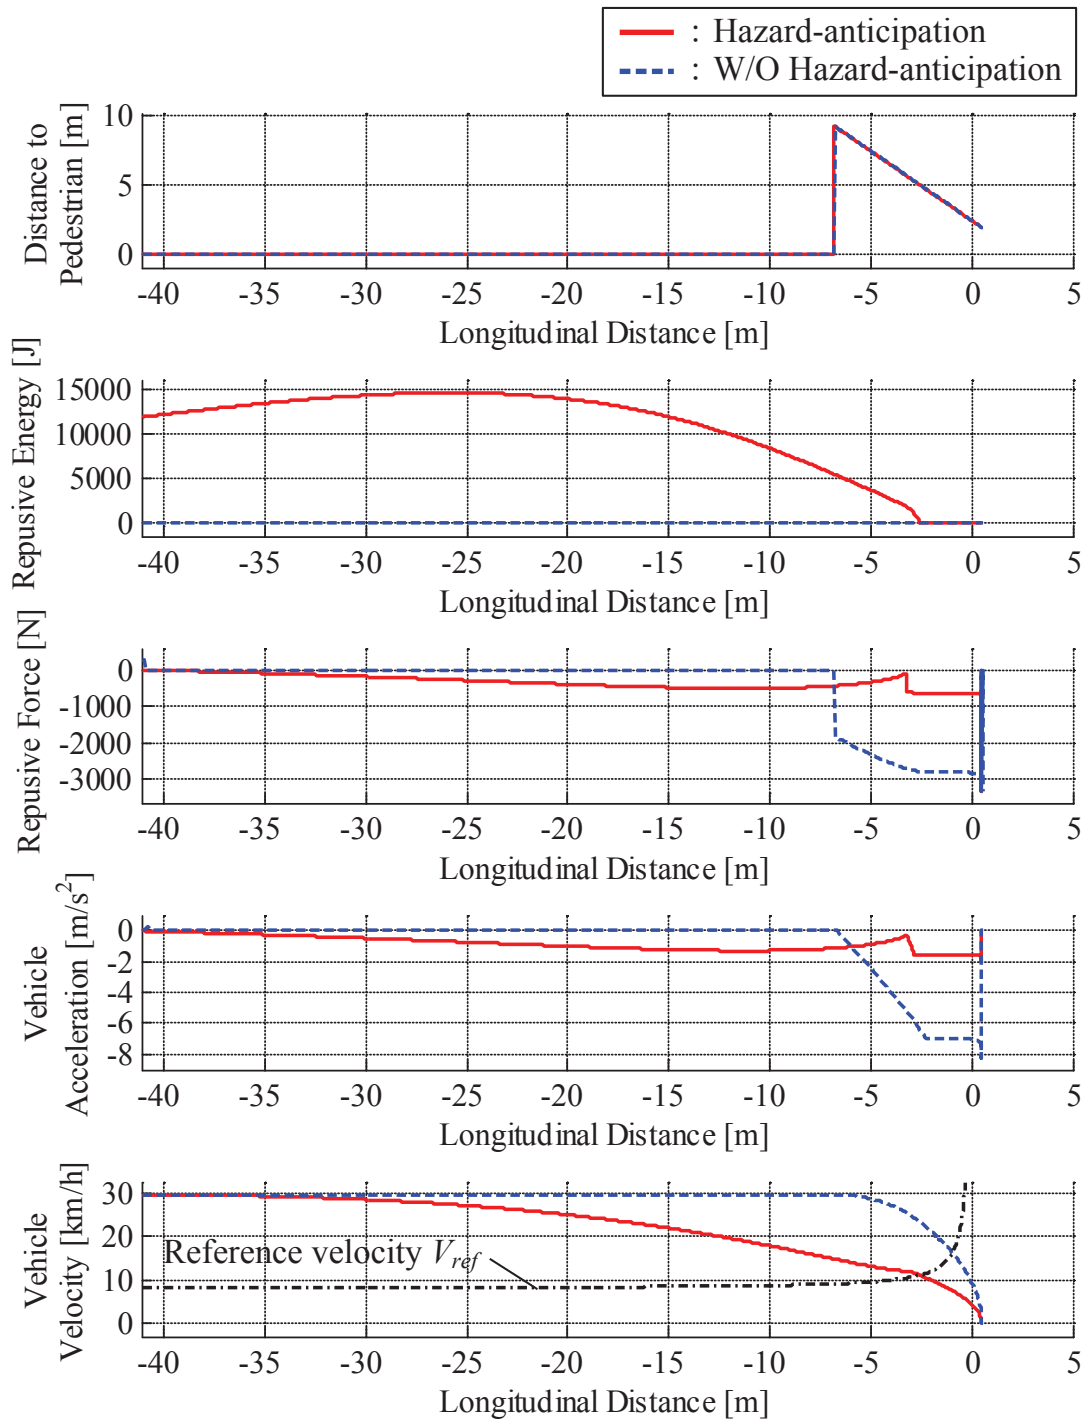 : Hazard-anticipation
: W/O Hazard-anticipation
Distance to
Pedestrian [m]
10
5
0
-40 -35 -30 -25 -20 -15 -10 -5 0 5
Longitudinal Distance [m]
Repusive Energy [J]
15000
10000
5000
0
-40 -35 -30 -25 -20 -15 -10 -5 0 5
Longitudinal Distance [m]
Repusive Force [N]
0
-1000
-2000
-3000
-40 -35 -30 -25 -20 -15 -10 -5 0 5
Longitudinal Distance [m]
Vehicle
Acceleration [m/s²]
0
-2
-4
-6
-8
-40 -35 -30 -25 -20 -15 -10 -5 0 5
Longitudinal Distance [m]
Vehicle
Velocity [km/h]
30
20
Reference velocity Vref
10
0
-40 -35 -30 -25 -20 -15 -10 -5 0 5
Longitudinal Distance [m]